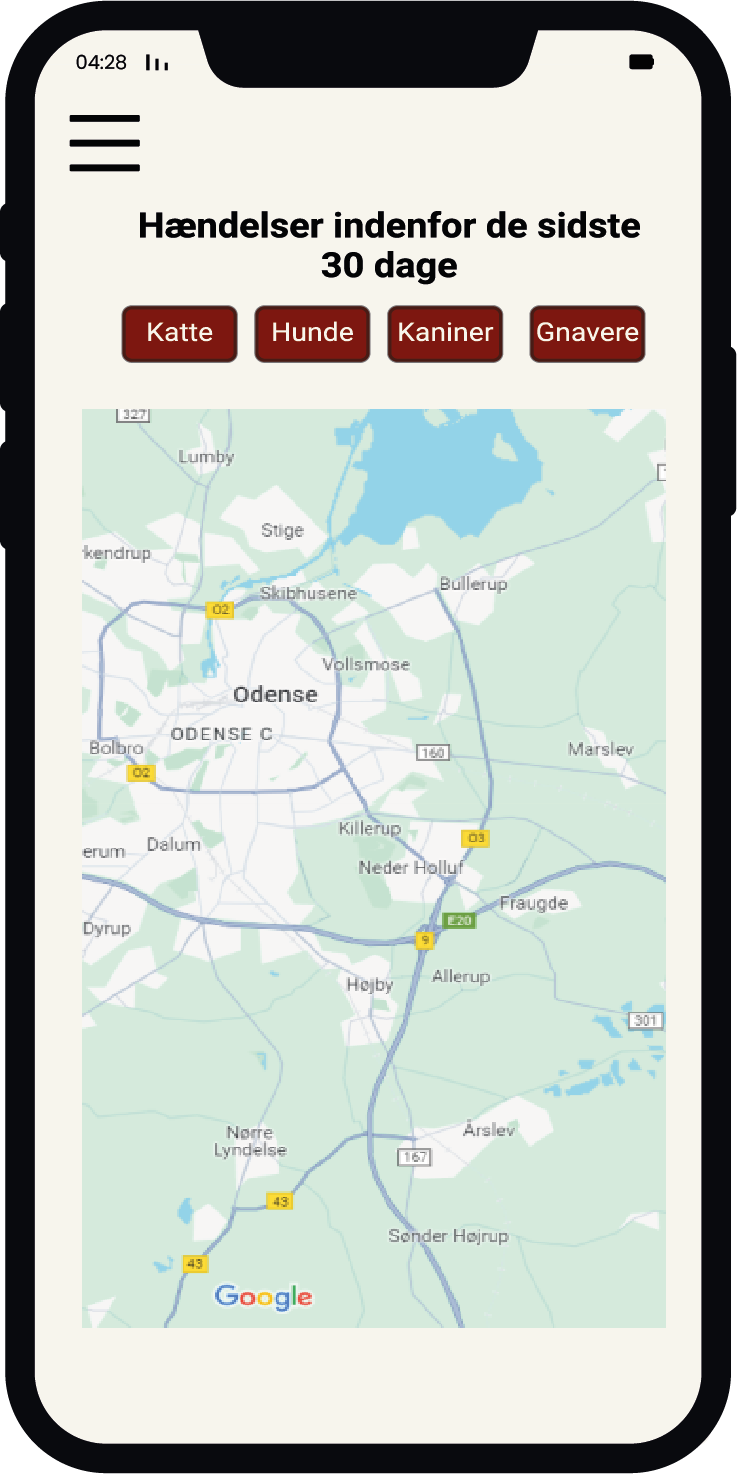 04:28
Hændelser indenfor de sidste
30 dage
Katte Hunde Kaniner Gnavere
327
Lumby
Stige
kendrup
Skibhusene
Bullerup
O2
Vollsmose
Odense
ODENSE C
Bolbro
160
Marslev
O2
Killerup
O3
Dalum
erum
Neder Holluf
Fraugde
E20
Dyrup
9
Allerup
Højby
301
Nørre
Lyndelse
Årslev
167
43
Sønder Højrup
43
Google